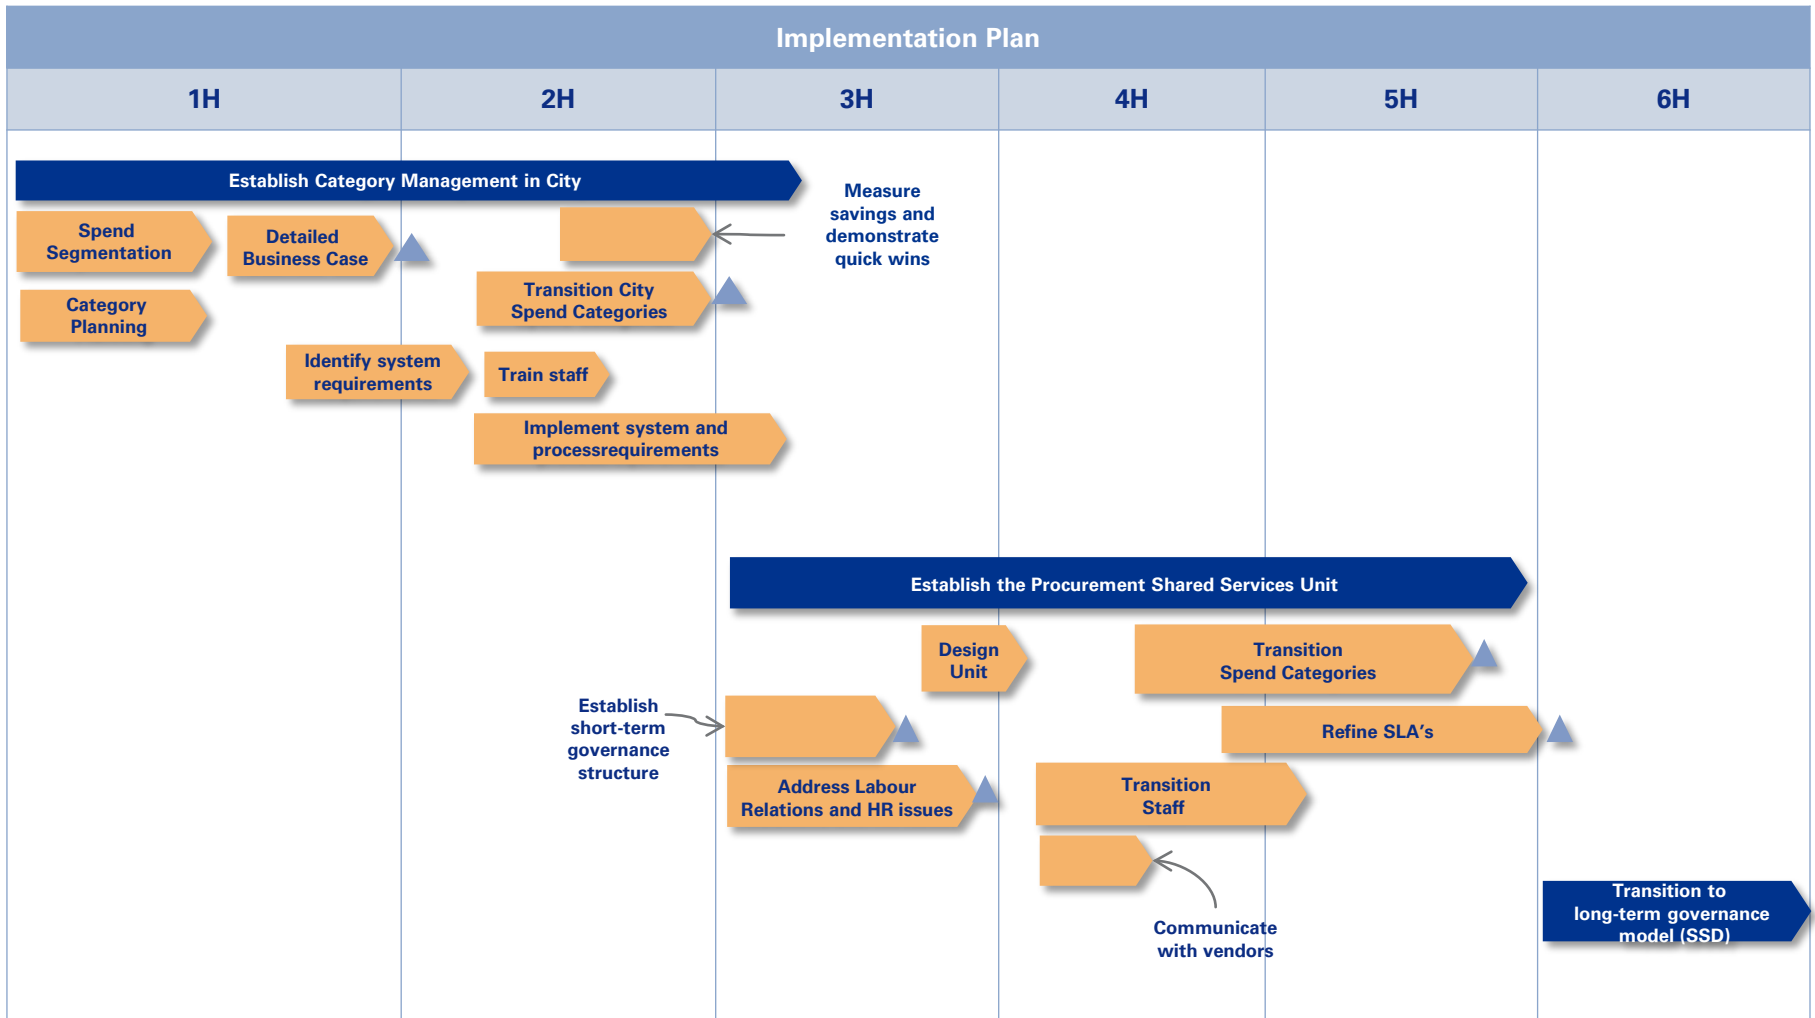 Implementation Plan
1H
2H
3H
4H
5H
6H
Establish Category Management in City
Spend
Segmentation
Detailed
Business Case
Measure
savings and
demonstrate
quick wins
Transition City
Spend Categories
Category
Planning
Identify system
requirements
Train staff
Implement system and
processrequirements
Establish the Procurement Shared Services Unit
Design
Unit
Transition
Spend Categories
Establish
short-term
governance
structure
Refine SLA's
Address Labour
Relations and HR issues
Transition
Staff
Communicate
with vendors
Transition to
long-term governance
model (SSD)